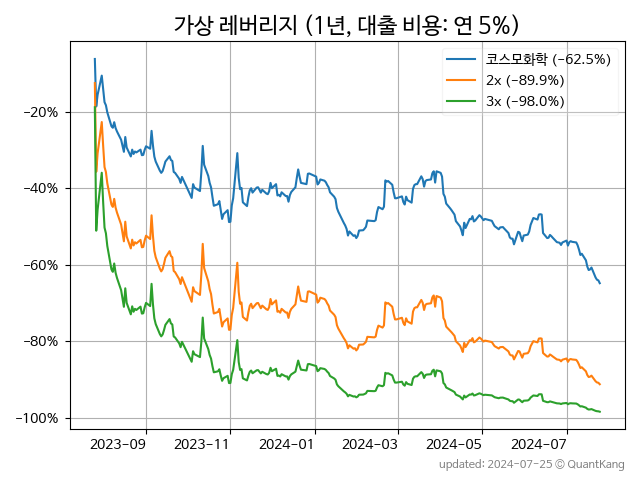 가상 레버리지 (1년, 대출 비용: 연 5%)
코스모화학 (−62.5%)
2x (−89.9%)
3x (−98.0%)
−20%
−40%
−60%
−80%
−100%
2023-09 2023-11 2024-01 2024-03 2024-05 2024-07
updated: 2024-07-25 © QuantKang